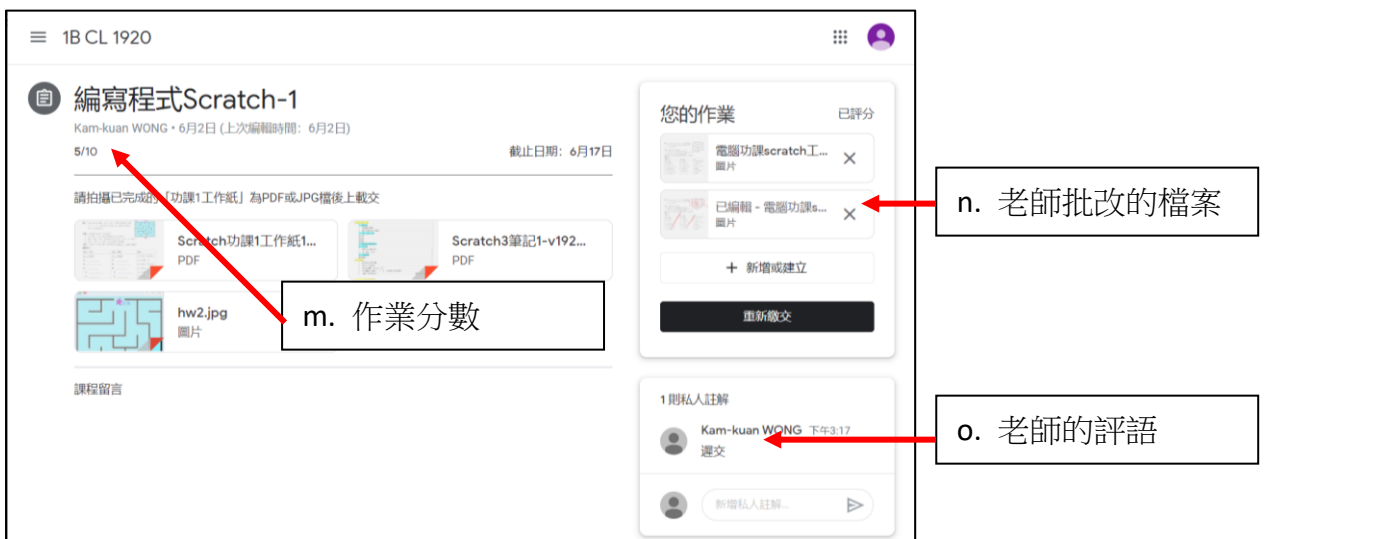 1B CL 1920
編寫程式Scratch-1
Kam-kuan WONG • 6月2日 (上次編輯時間：6月2日)
5/10
截止日期：6月17日
請拍攝已完成的「功課1工作紙」為PDF或JPG檔後上載交
Scratch功課1工作紙1...
PDF
Scratch3筆記1-v192...
PDF
hw2.jpg
圖片
m. 作業分數
課程留言
您的作業
已評分
電腦功課scratch工...
圖片
已編輯 - 電腦功課s...
圖片
新增或建立
重新繳交
n. 老師批改的檔案
1 則私人註解
Kam-kuan WONG 下午3:17
遲交
新增私人註解...
o. 老師的評語